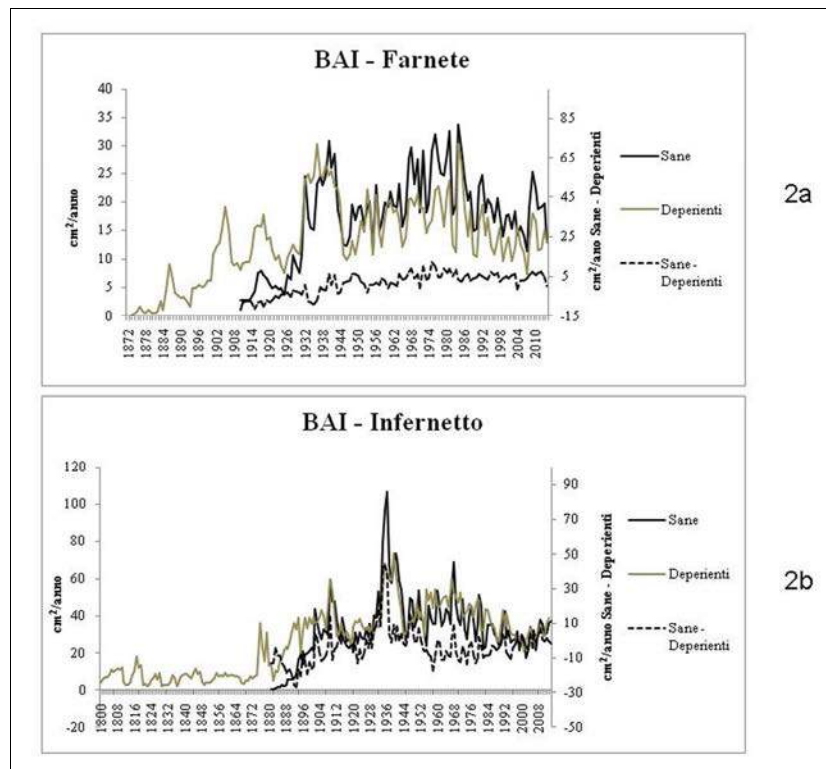 BAI - Farnete
cm²/anno
40
35
30
25
20
15
10
5
0
1872 1878 1884 1890 1896 1902 1908 1914 1920 1926 1932 1938 1944 1950 1956 1962 1968 1974 1980 1986 1992 1998 2004 2010
85
65
45
25
5
-15
cm²/ano Sane - Deperienti
Sane
Deperienti
Sane -
Deperienti
2a
BAI - Infernetto
cm²/anno
120
100
80
60
40
20
0
-20
1800 1808 1816 1824 1832 1840 1848 1856 1864 1872 1880 1888 1896 1904 1912 1920 1928 1936 1944 1952 1960 1968 1976 1984 1992 2000 2008
90
70
50
30
10
-10
-30
-50
cm²/anno Sane - Deperienti
Sane
Deperienti
Sane -
Deperienti
2b